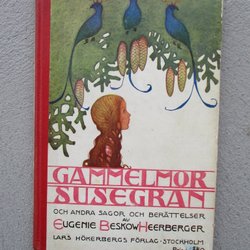 GAMMELMOR
SUSEGRAN
OCH ANDRA SAGOR OCH BERÄTTELSER
AV
EUGENIE BESKOW HEERBERGER
LARS HÖKERBERGS FÖRLAG · STOCKHOLM